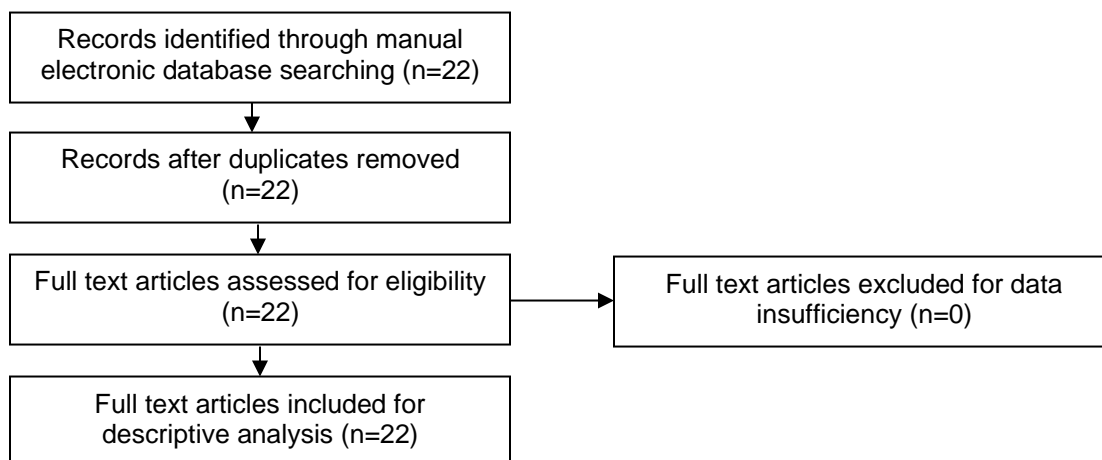 Records identified through manual
electronic database searching (n=22)
Records after duplicates removed
(n=22)
Full text articles assessed for eligibility
(n=22)
Full text articles excluded for data
insufficiency (n=0)
Full text articles included for
descriptive analysis (n=22)